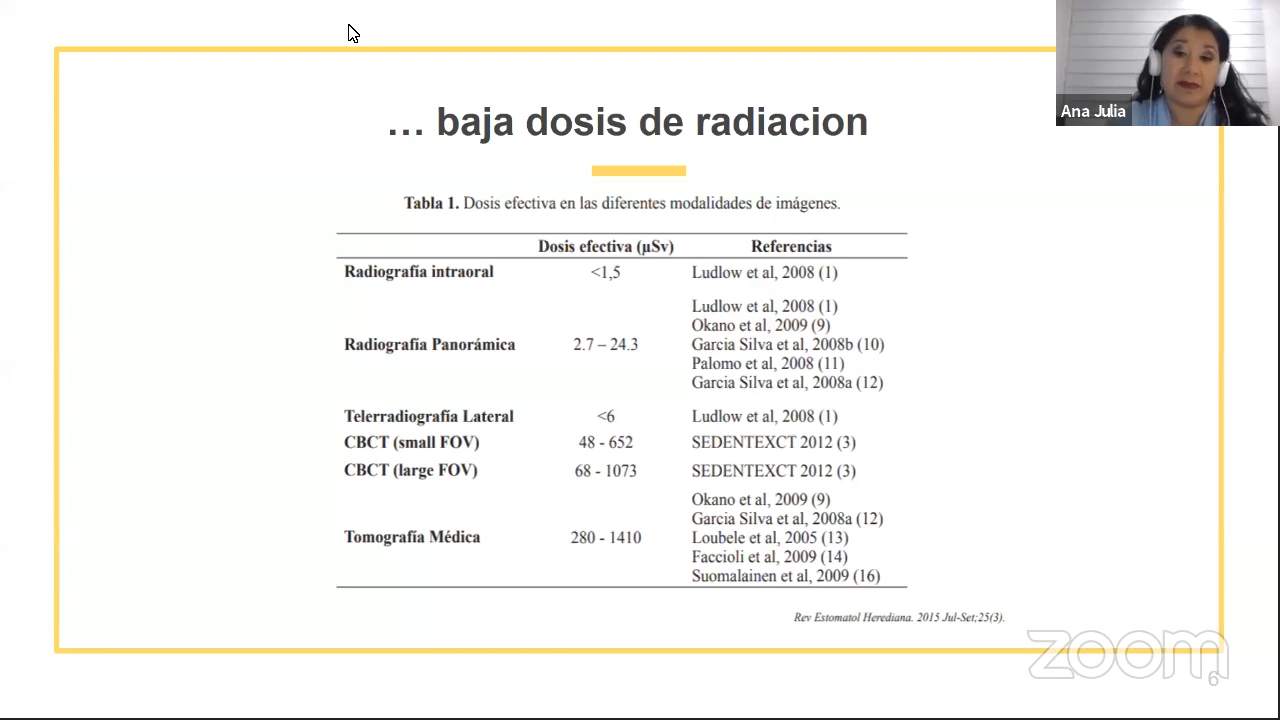 Ana Julia
... baja dosis de radiacion
Tabla 1. Dosis efectiva en las diferentes modalidades de imágenes.
Dosis efectiva (µSv) Referencias
Radiografía intraoral <1,5 Ludlow et al, 2008 (1)
Ludlow et al, 2008 (1)
Okano et al, 2009 (9)
Radiografía Panorámica 2.7 – 24.3 Garcia Silva et al, 2008b (10)
Palomo et al, 2008 (11)
Garcia Silva et al, 2008a (12)
Telerradiografía Lateral <6 Ludlow et al, 2008 (1)
CBCT (small FOV) 48 - 652 SEDENTEXCT 2012 (3)
CBCT (large FOV) 68 - 1073 SEDENTEXCT 2012 (3)
Okano et al, 2009 (9)
Garcia Silva et al, 2008a (12)
Tomografía Médica 280 - 1410 Loubele et al, 2005 (13)
Faccioli et al, 2009 (14)
Suomalainen et al, 2009 (16)
Rev Estomatol Herediana. 2015 Jul-Set;25(3).
zoom
6